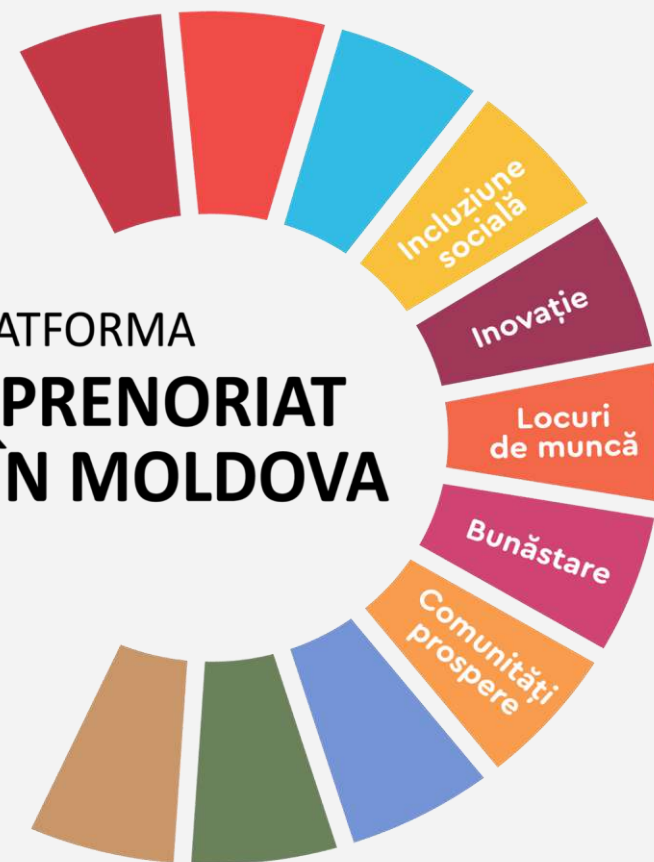 ATFORMA
PRENORIAT
ÎN MOLDOVA
Incluziune
socială
Inovație
Locuri
de muncă
Bunăstare
Comunități
prospere